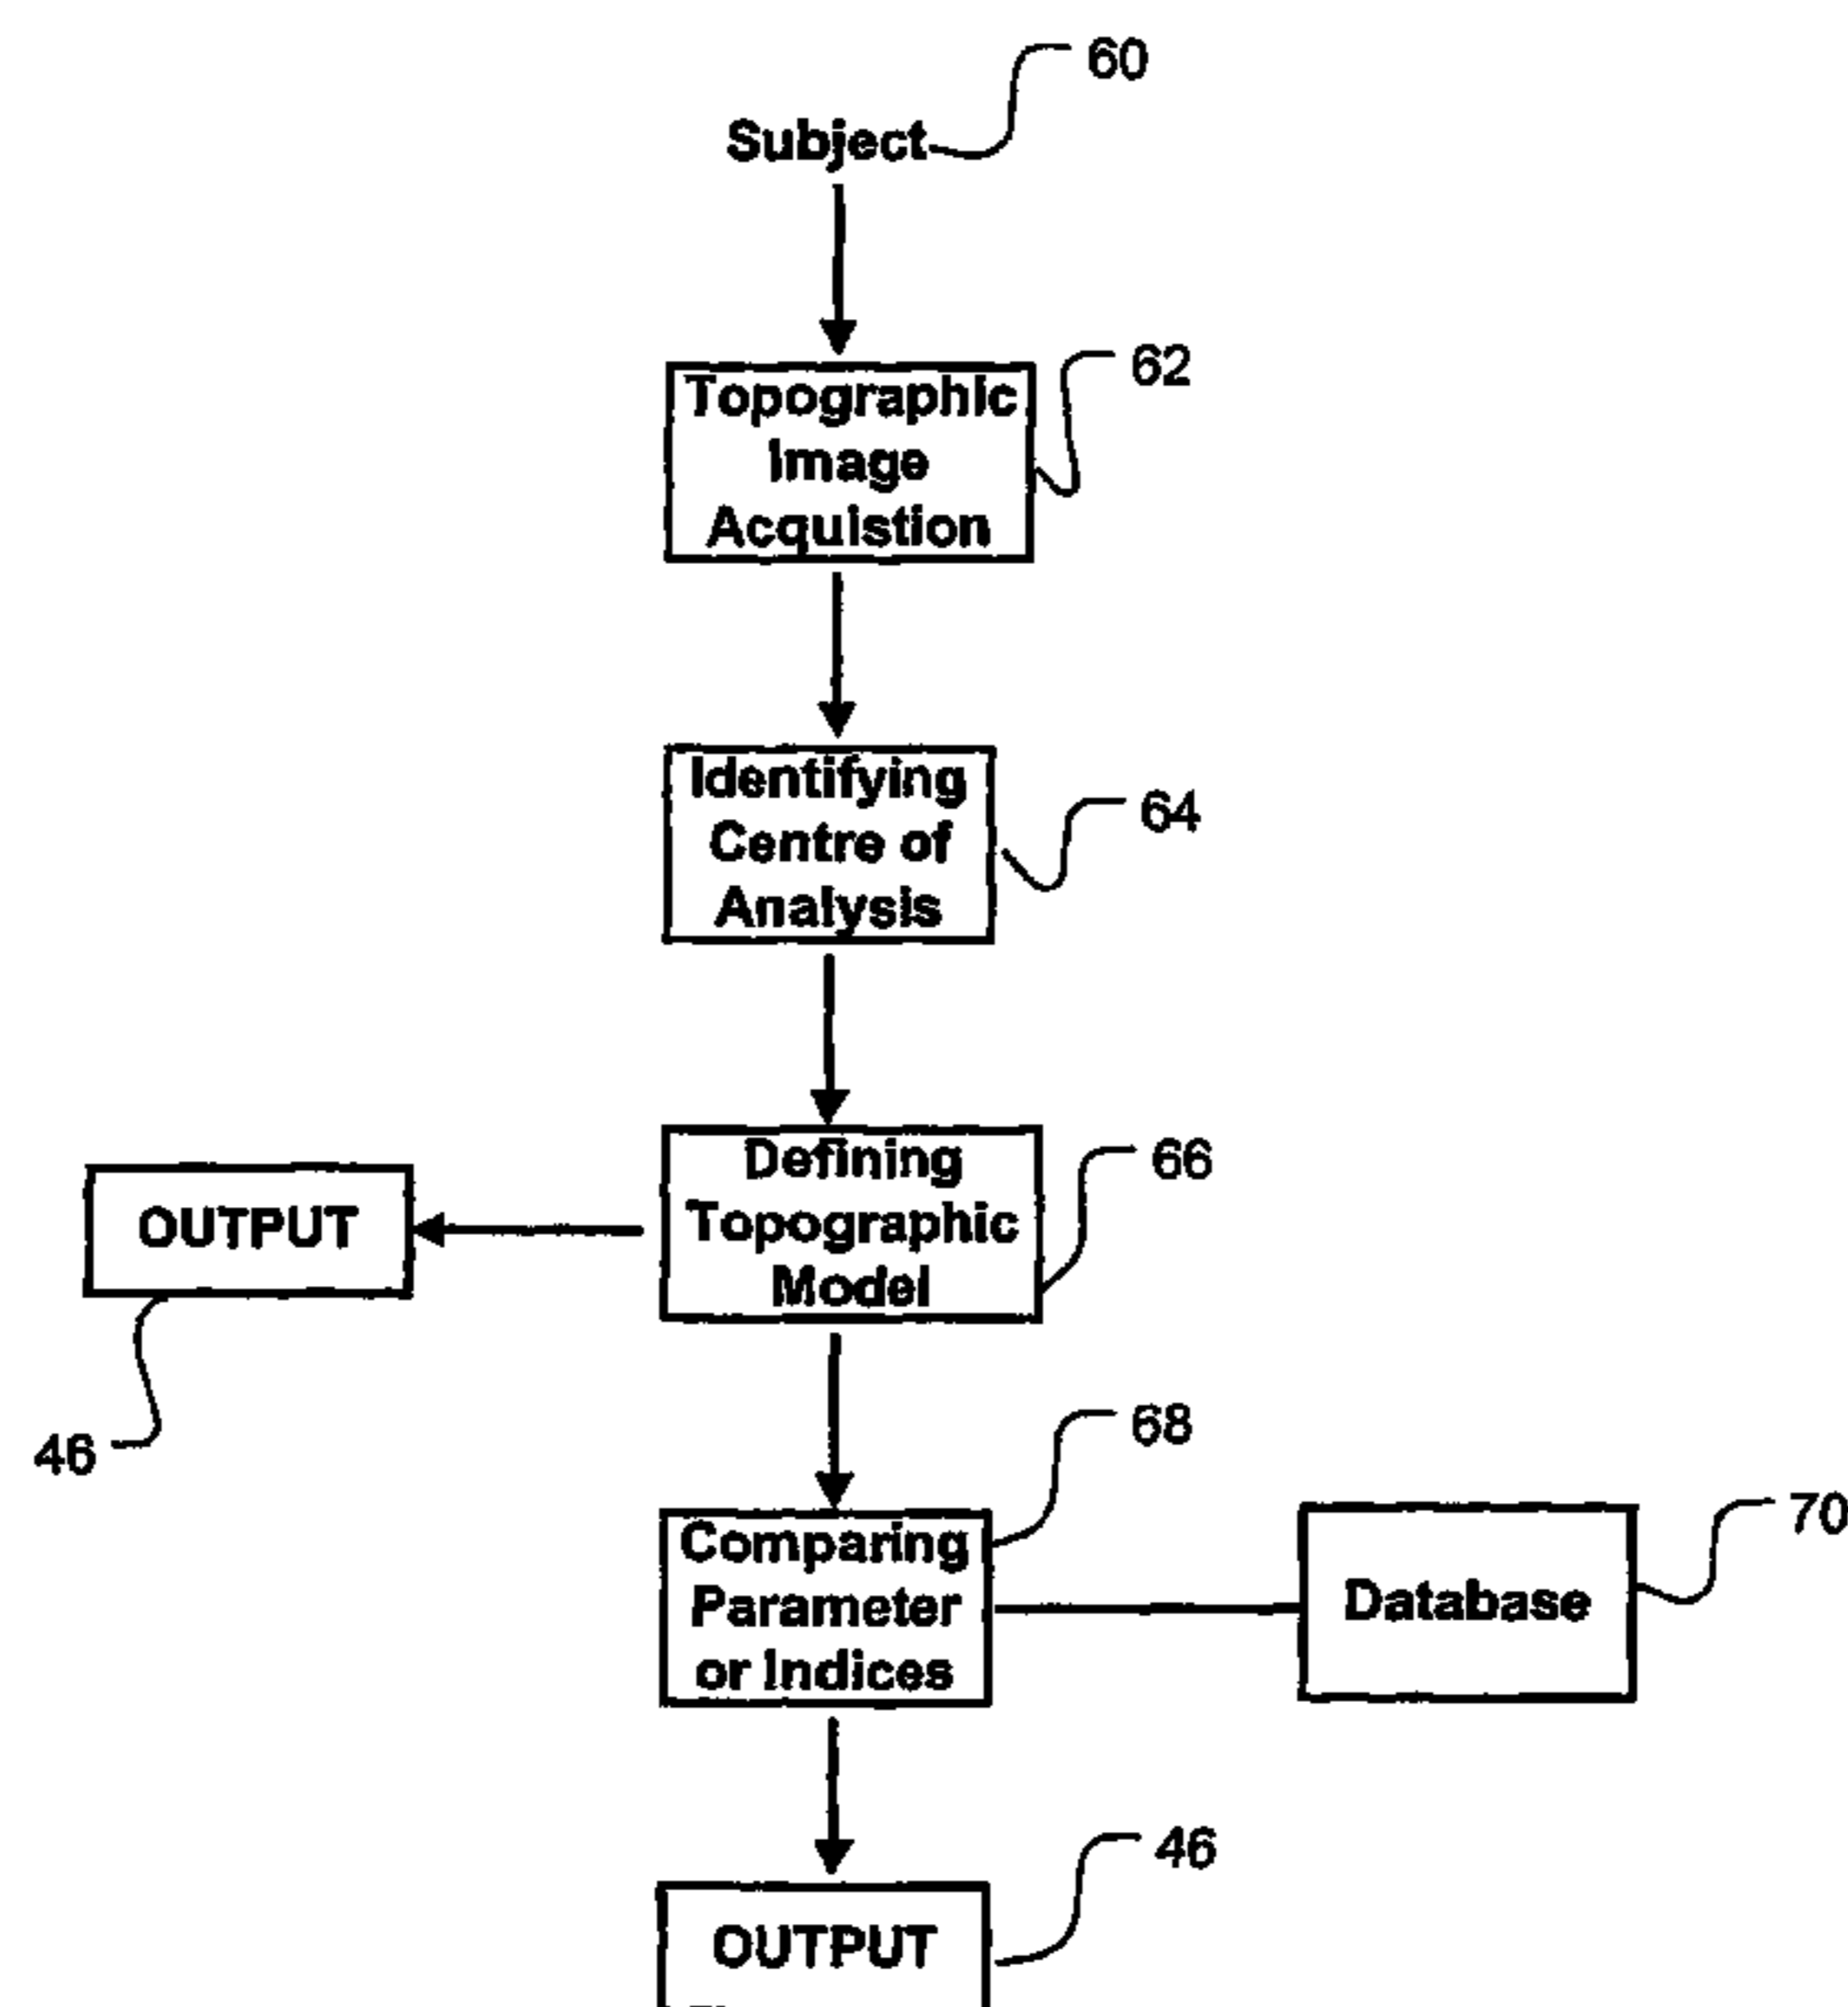 60
Subject
62
Topographic
Image
Acquistion
Identifying
Centre of
Analysis
64
Defining
Topographic
Model
66
OUTPUT
46
68
Comparing
Parameter
or Indices
70
Database
46
OUTPUT